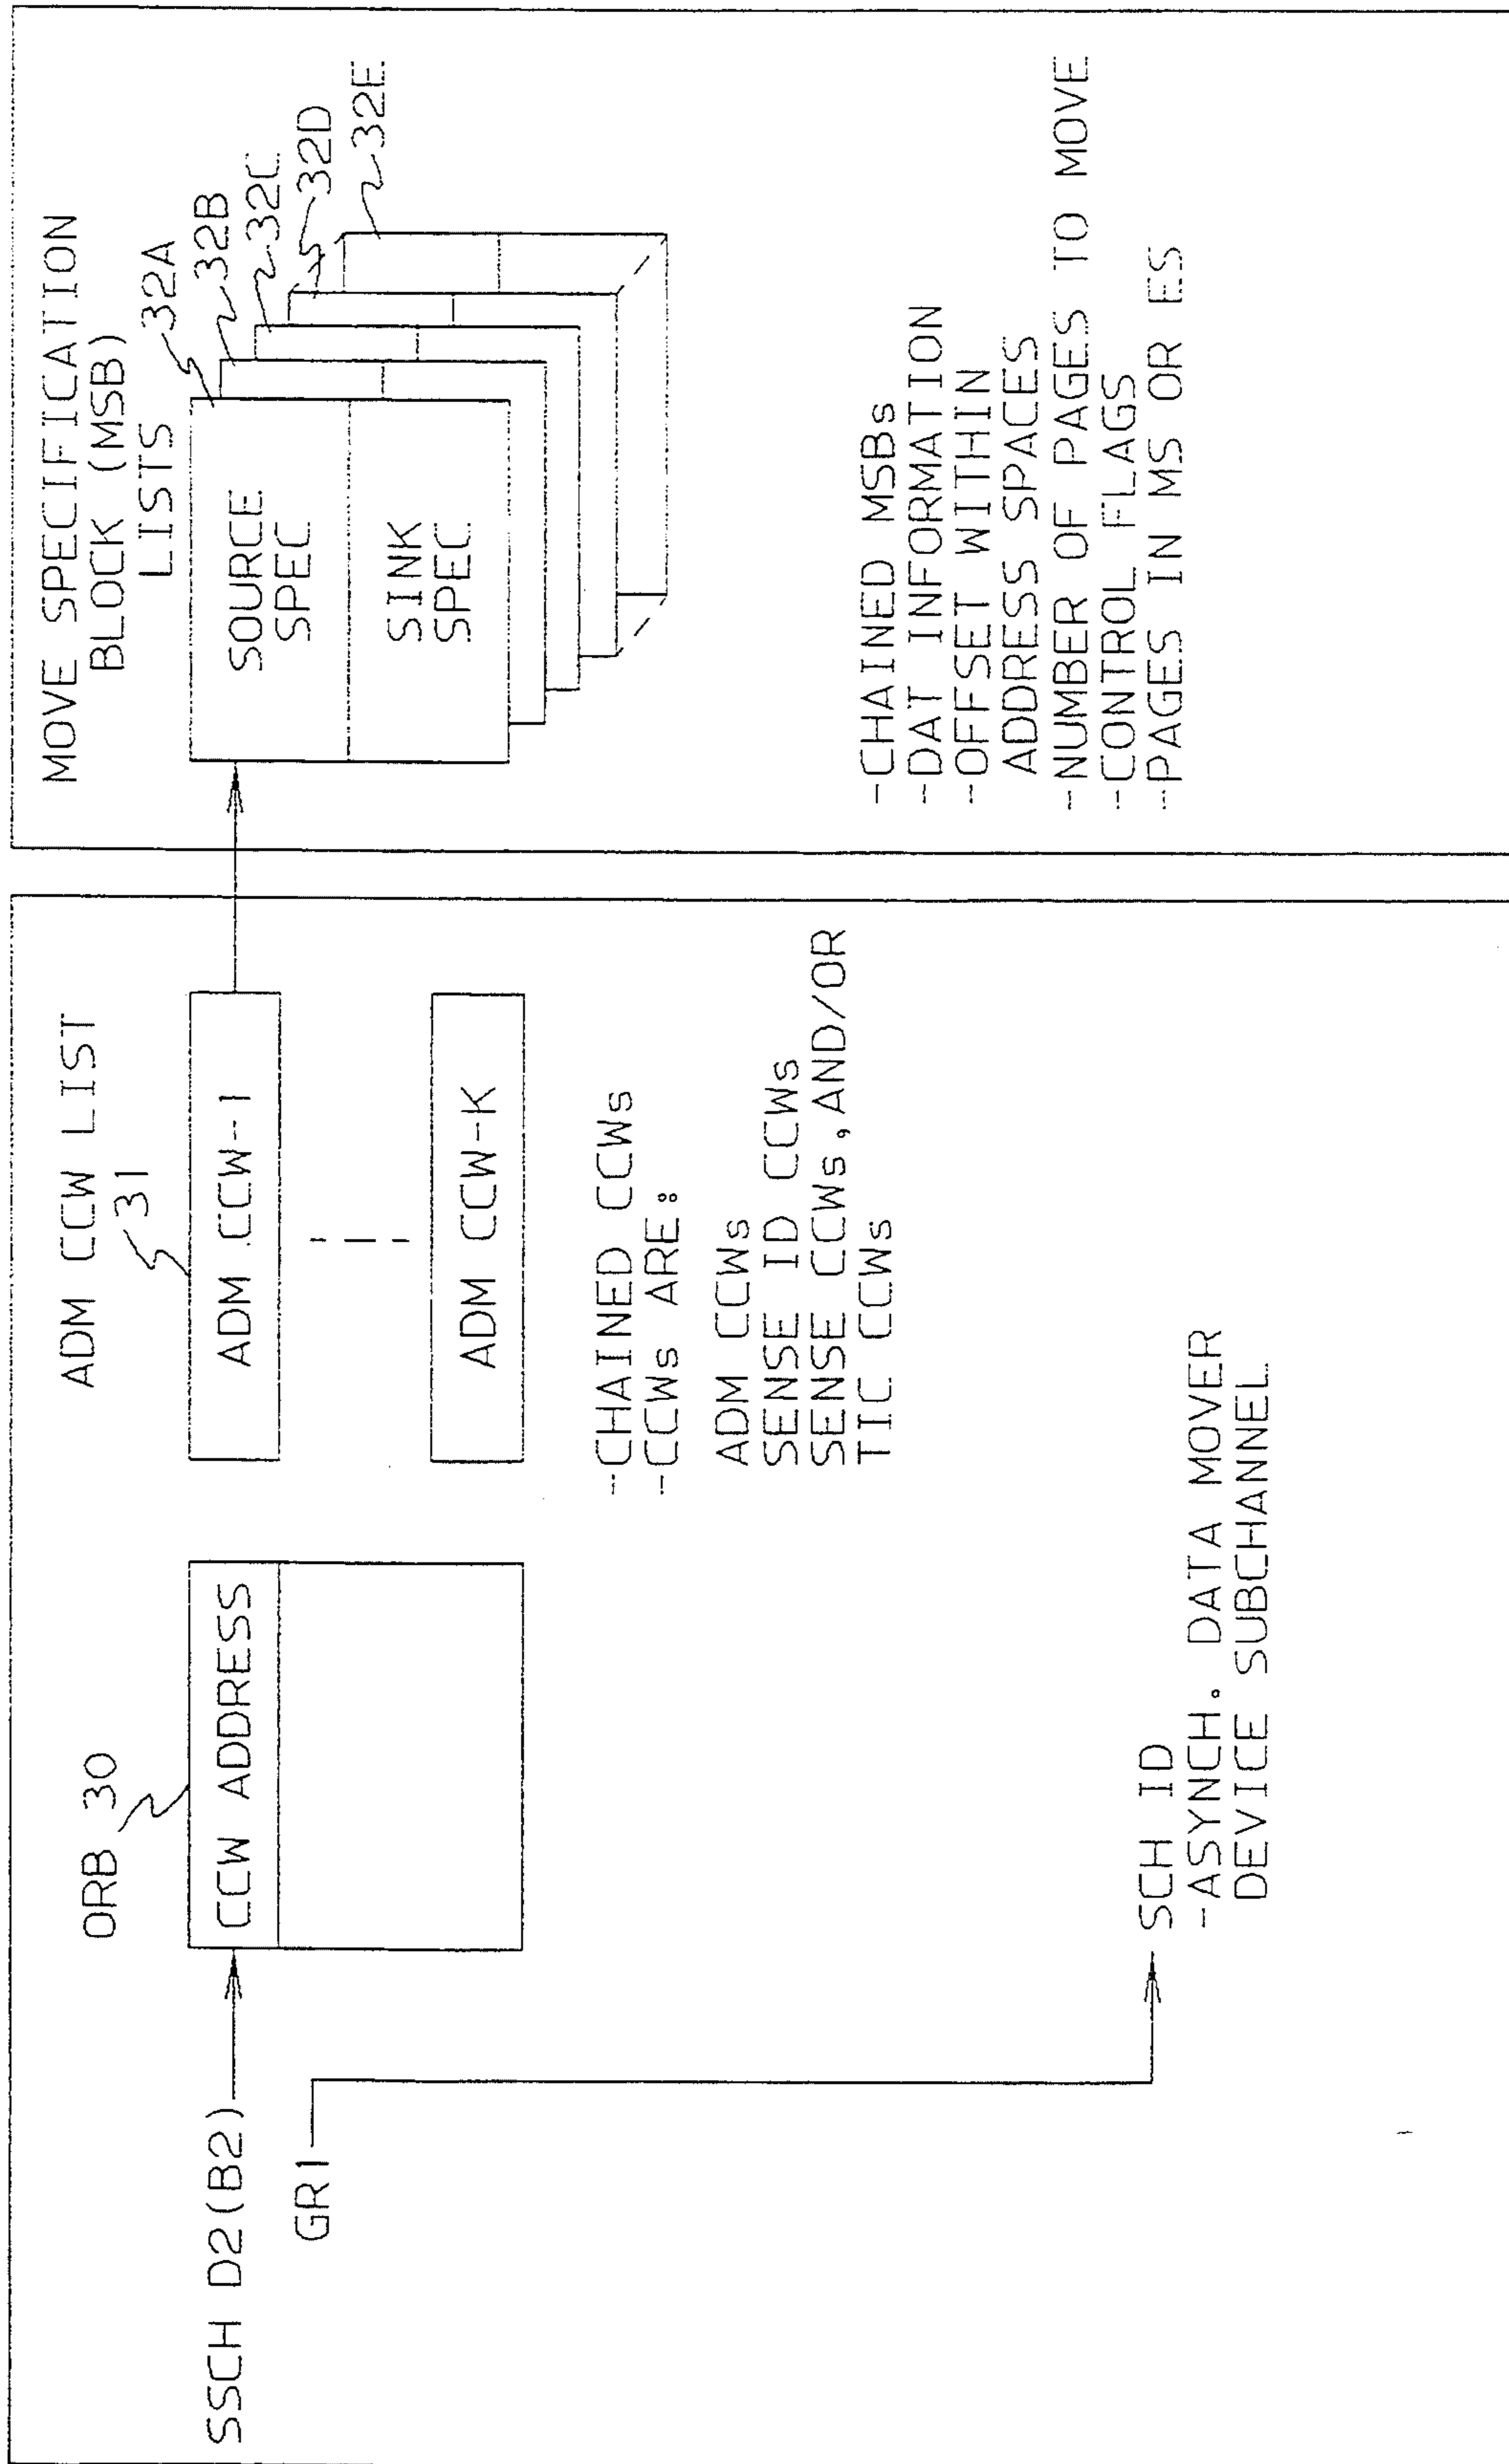 SSCH D2(B2)
GR1
ORB 30
CCW ADDRESS
SCH ID
-ASYNCH. DATA MOVER
DEVICE SUBCHANNEL
ADM CCW LIST
31
ADM CCW-1
ADM CCW-K
-CHAINED CCWs
-CCWs ARE:
ADM CCWs
SENSE ID CCWs
SENSE CCWs, AND/OR
TIC CCWs
MOVE SPECIFICATION
BLOCK (MSB)
LISTS
32A
32B
32C
32D
32E
SOURCE
SPEC
SINK
SPEC
-CHAINED MSBs
-DAT INFORMATION
-OFFSET WITHIN
ADDRESS SPACES
-NUMBER OF PAGES TO MOVE
-CONTROL FLAGS
-PAGES IN MS OR ES